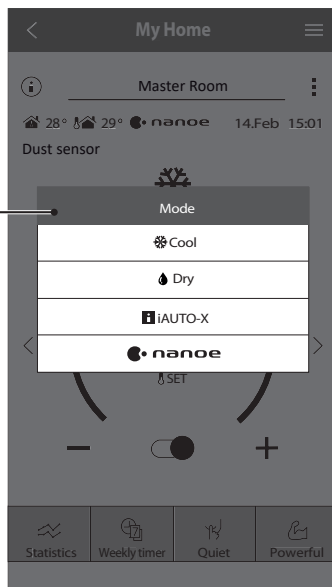 My Home
Master Room
28° 29° nanoe 14.Feb 15:01
Dust sensor
Mode
Cool
Dry
iAUTO-X
nanoe
SET
Statistics Weekly timer Quiet Powerful